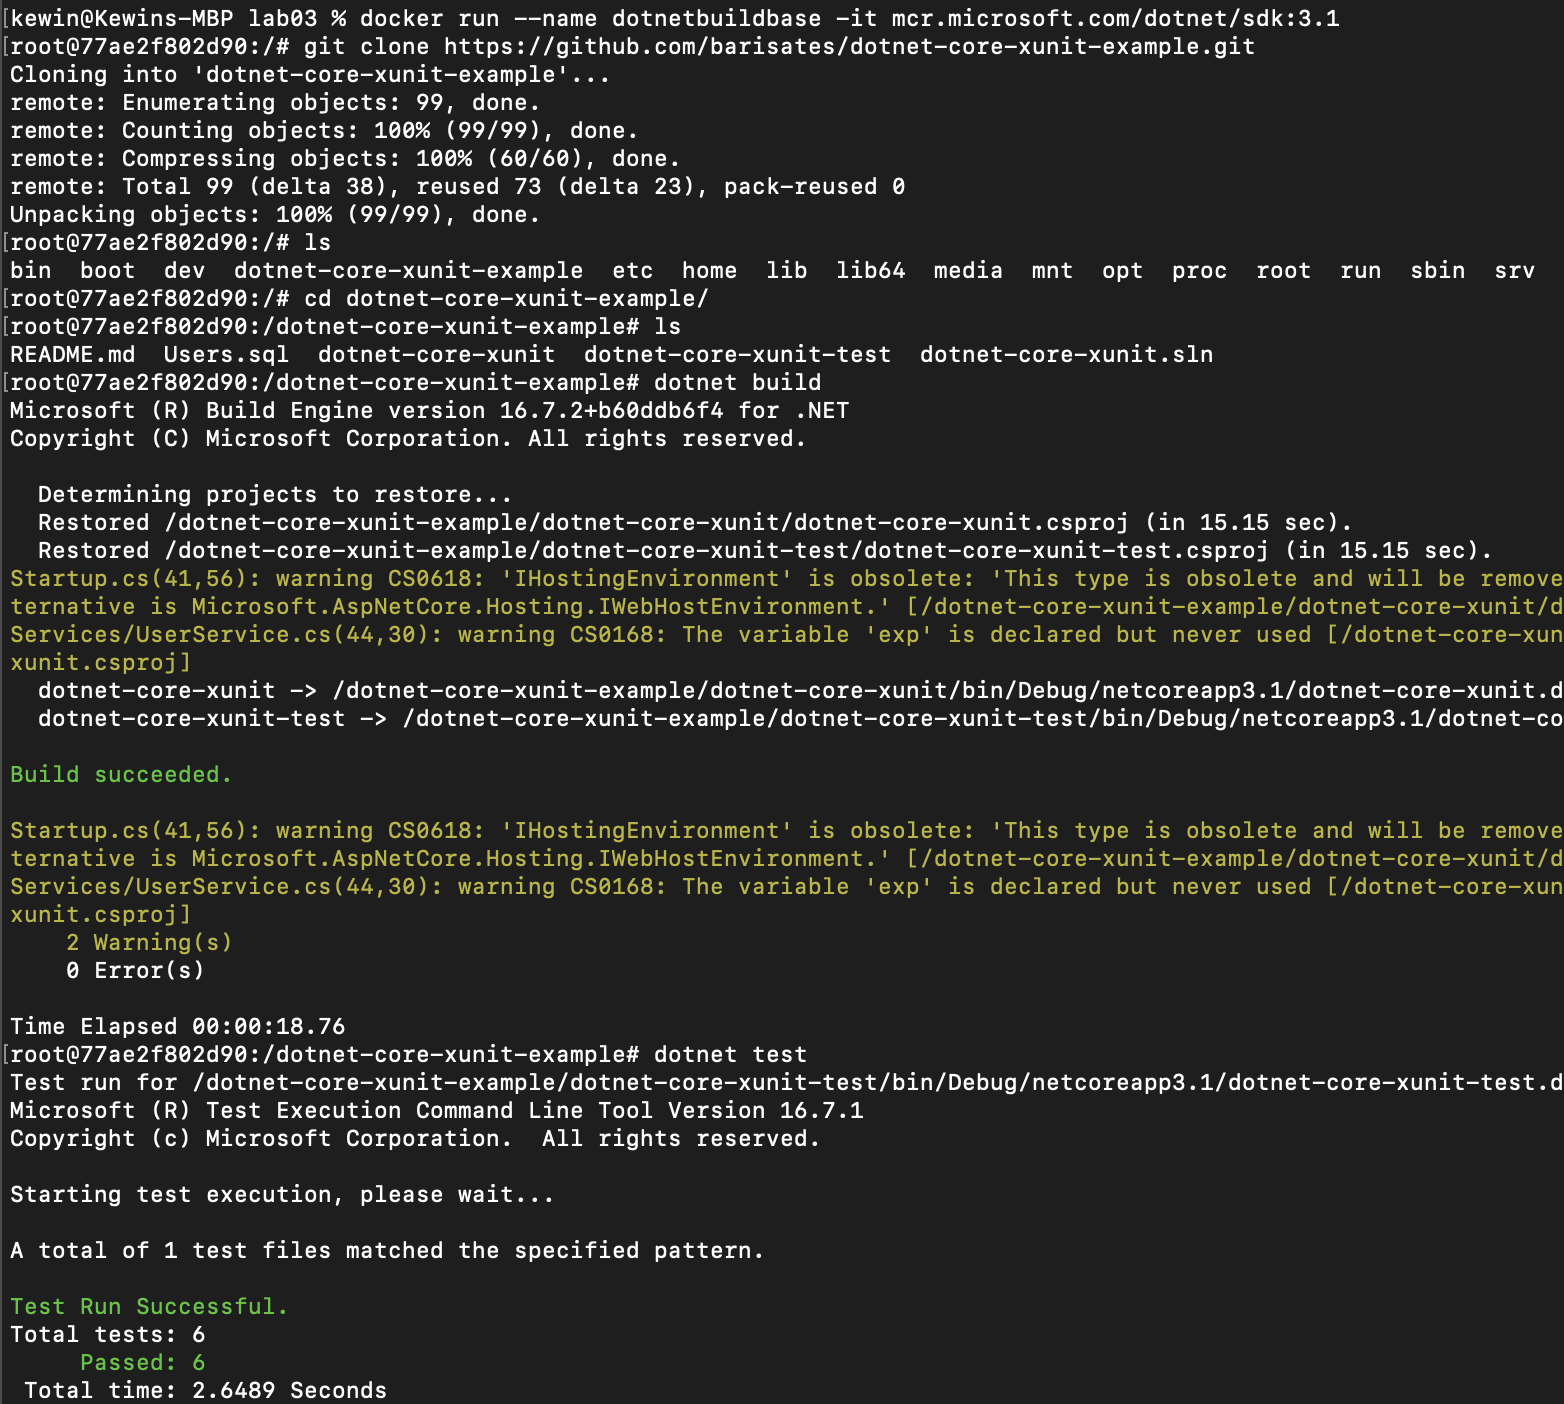 [kewin@Kewins-MBP lab03 % docker run --name dotnetbuildbase -it mcr.microsoft.com/dotnet/sdk:3.1
[root@77ae2f802d90:/# git clone https://github.com/barisates/dotnet-core-xunit-example.git
Cloning into 'dotnet-core-xunit-example'...
remote: Enumerating objects: 99, done.
remote: Counting objects: 100% (99/99), done.
remote: Compressing objects: 100% (60/60), done.
remote: Total 99 (delta 38), reused 73 (delta 23), pack-reused 0
Unpacking objects: 100% (99/99), done.
[root@77ae2f802d90:/# ls
bin  boot  dev  dotnet-core-xunit-example  etc  home  lib  lib64  media  mnt  opt  proc  root  run  sbin  srv
[root@77ae2f802d90:/# cd dotnet-core-xunit-example/
[root@77ae2f802d90:/dotnet-core-xunit-example# ls
README.md  Users.sql  dotnet-core-xunit  dotnet-core-xunit-test  dotnet-core-xunit.sln
[root@77ae2f802d90:/dotnet-core-xunit-example# dotnet build
Microsoft (R) Build Engine version 16.7.2+b60ddb6f4 for .NET
Copyright (C) Microsoft Corporation. All rights reserved.
  Determining projects to restore...
  Restored /dotnet-core-xunit-example/dotnet-core-xunit/dotnet-core-xunit.csproj (in 15.15 sec).
  Restored /dotnet-core-xunit-example/dotnet-core-xunit-test/dotnet-core-xunit-test.csproj (in 15.15 sec).
Startup.cs(41,56): warning CS0618: 'IHostingEnvironment' is obsolete: 'This type is obsolete and will be remove
ternative is Microsoft.AspNetCore.Hosting.IWebHostEnvironment.' [/dotnet-core-xunit-example/dotnet-core-xunit/d
Services/UserService.cs(44,30): warning CS0168: The variable 'exp' is declared but never used [/dotnet-core-xun
xunit.csproj]
  dotnet-core-xunit -> /dotnet-core-xunit-example/dotnet-core-xunit/bin/Debug/netcoreapp3.1/dotnet-core-xunit.d
  dotnet-core-xunit-test -> /dotnet-core-xunit-example/dotnet-core-xunit-test/bin/Debug/netcoreapp3.1/dotnet-co
Build succeeded.
Startup.cs(41,56): warning CS0618: 'IHostingEnvironment' is obsolete: 'This type is obsolete and will be remove
ternative is Microsoft.AspNetCore.Hosting.IWebHostEnvironment.' [/dotnet-core-xunit-example/dotnet-core-xunit/d
Services/UserService.cs(44,30): warning CS0168: The variable 'exp' is declared but never used [/dotnet-core-xun
xunit.csproj]
    2 Warning(s)
    0 Error(s)
Time Elapsed 00:00:18.76
[root@77ae2f802d90:/dotnet-core-xunit-example# dotnet test
Test run for /dotnet-core-xunit-example/dotnet-core-xunit-test/bin/Debug/netcoreapp3.1/dotnet-core-xunit-test.d
Microsoft (R) Test Execution Command Line Tool Version 16.7.1
Copyright (c) Microsoft Corporation.  All rights reserved.
Starting test execution, please wait...
A total of 1 test files matched the specified pattern.
Test Run Successful.
Total tests: 6
     Passed: 6
 Total time: 2.6489 Seconds